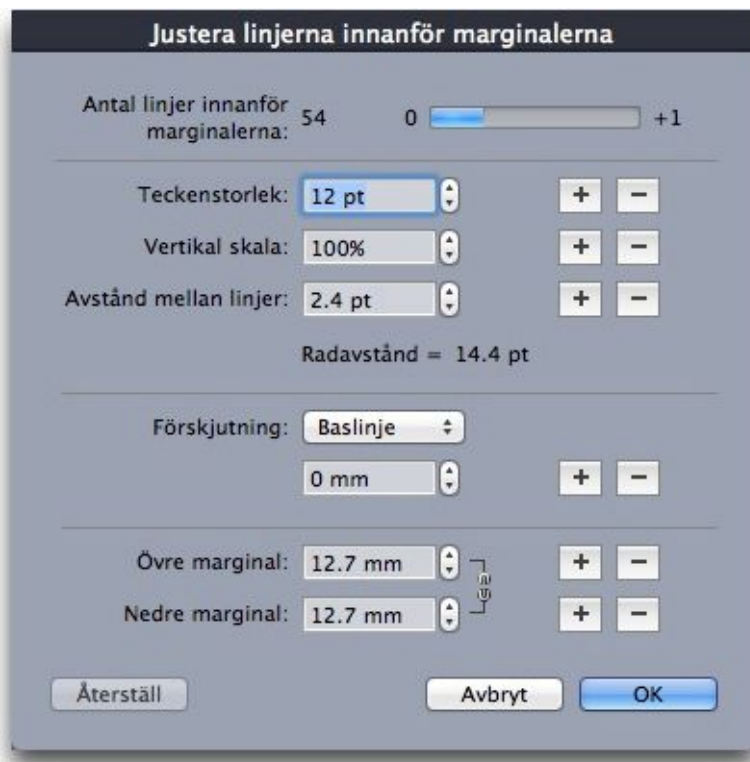 Justera linjerna innanför marginalerna
Antal linjer innanför
marginalerna: 54 0 +1
Teckenstorlek: 12 pt + −
Vertikal skala: 100% + −
Avstånd mellan linjer: 2.4 pt + −
Radavstånd = 14.4 pt
Förskjutning: Baslinje
0 mm + −
Övre marginal: 12.7 mm + −
Nedre marginal: 12.7 mm + −
Återställ Avbryt OK